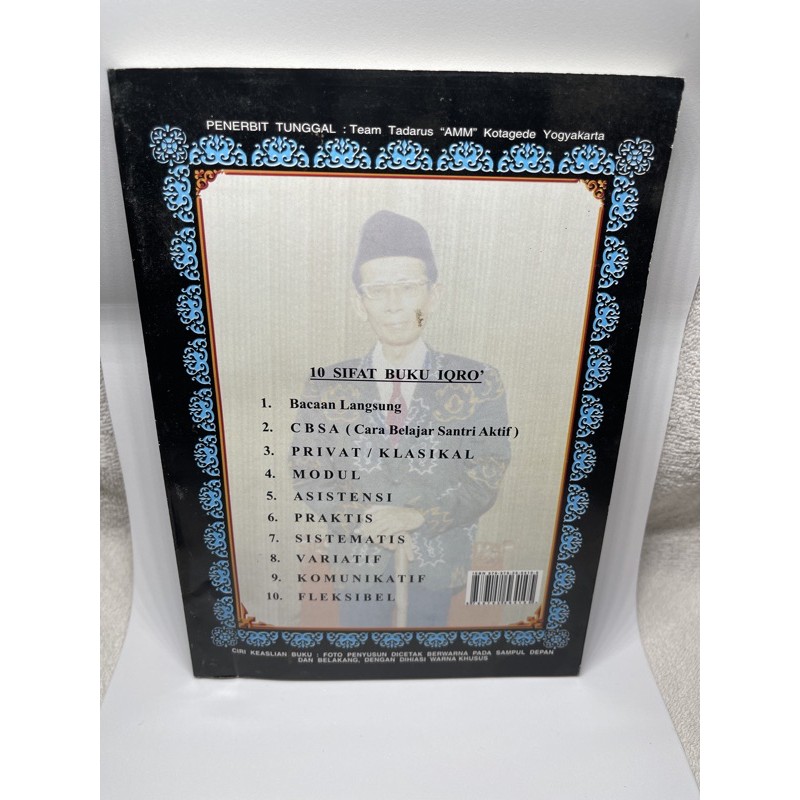 PENERBIT TUNGGAL : Team Tadarus "AMM" Kotagede Yogyakarta
10 SIFAT BUKU IQRO'
1. Bacaan Langsung
2. CBSA ( Cara Belajar Santri Aktif )
3. PRIVAT / KLASIKAL
4. MODUL
5. ASISTENSI
6. PRAKTIS
7. SISTEMATIS
8. VARIATIF
9. KOMUNIKATIF
10. FLEKSIBEL
CIRI KEASLIAN BUKU : FOTO PENYUSUN DICETAK BERWARNA PADA SAMPUL DEPAN
DAN BELAKANG, DENGAN DIHIASI WARNA KHUSUS